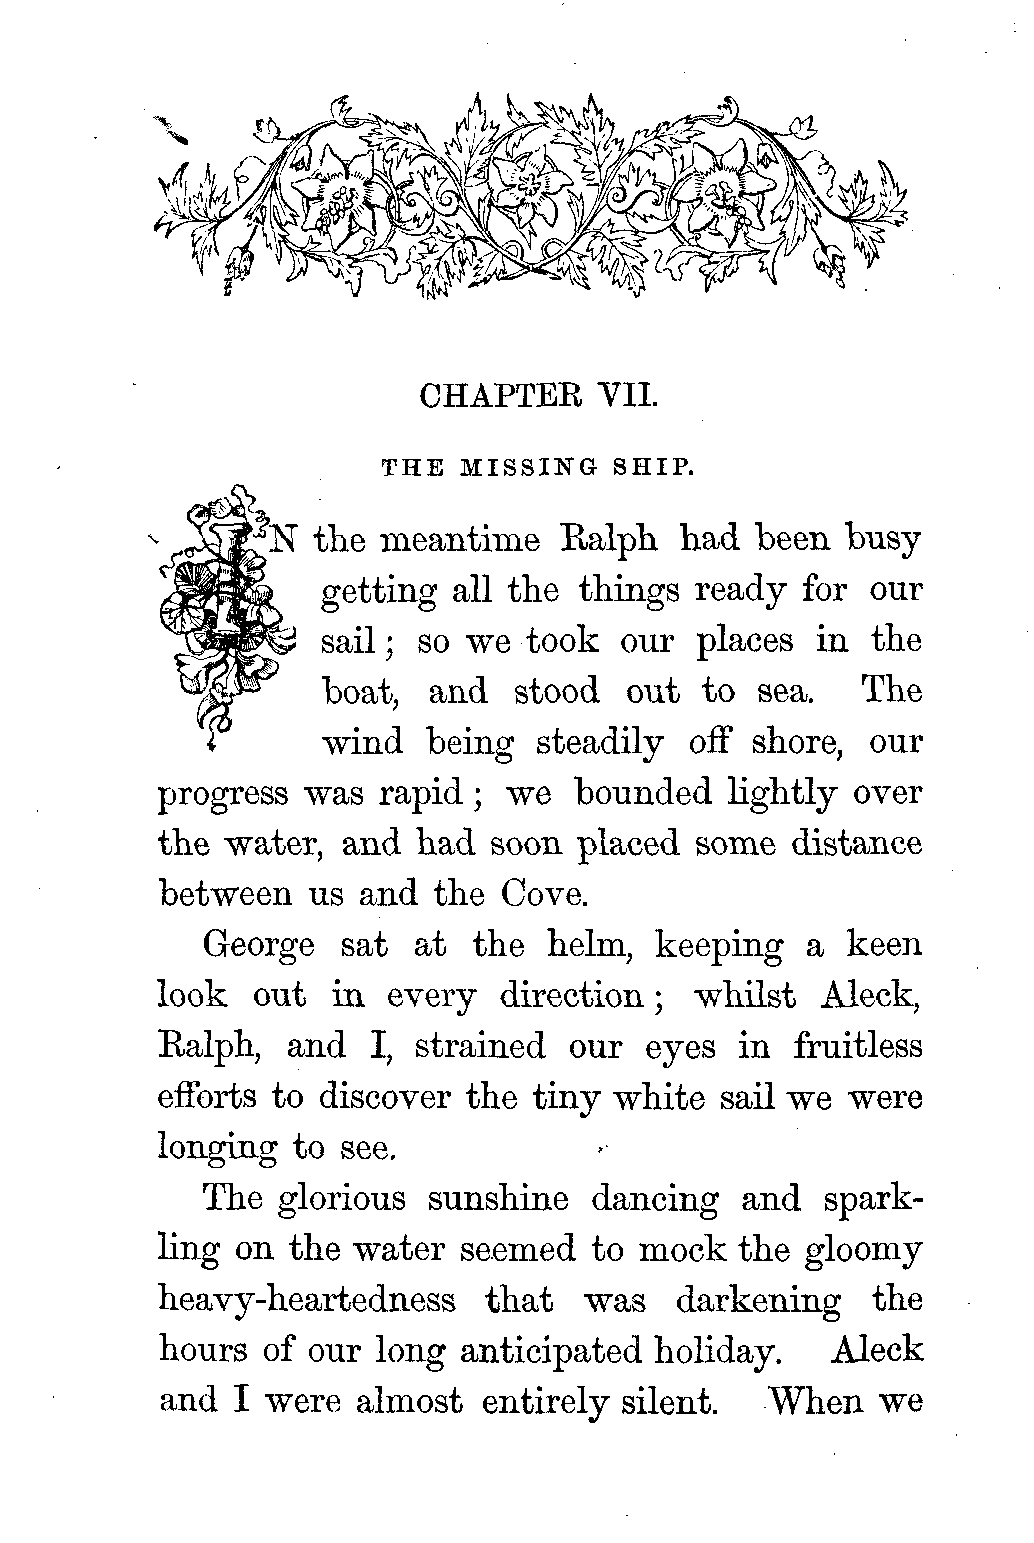 CHAPTER VII.
THE MISSING SHIP.
IN the meantime Ralph had been busy
getting all the things ready for our
sail; so we took our places in the
boat, and stood out to sea. The
wind being steadily off shore, our
progress was rapid; we bounded lightly over
the water, and had soon placed some distance
between us and the Cove.
George sat at the helm, keeping a keen
look out in every direction; whilst Aleck,
Ralph, and I, strained our eyes in fruitless
efforts to discover the tiny white sail we were
longing to see.
The glorious sunshine dancing and spark-
ling on the water seemed to mock the gloomy
heavy-heartedness that was darkening the
hours of our long anticipated holiday. Aleck
and I were almost entirely silent. When we